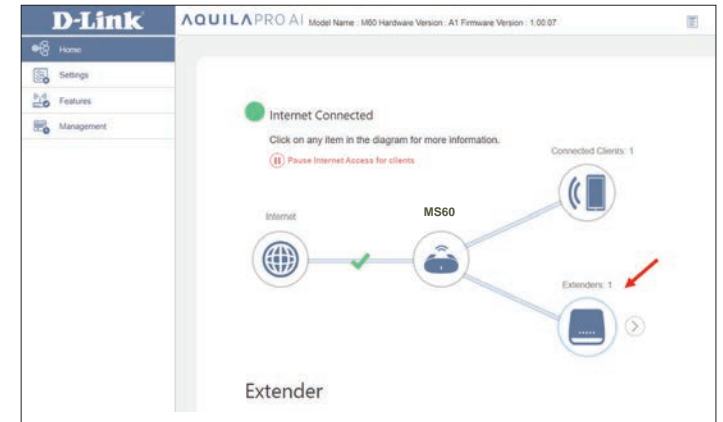 D-Link
AQUILA PRO AI Model Name : M60 Hardware Version : A1 Firmware Version : 1.00.07
Home
Settings
Features
Management
Internet Connected
Click on any item in the diagram for more information.
Pause Internet Access for clients
Connected Clients: 1
Internet
MS60
Extenders: 1
Extender